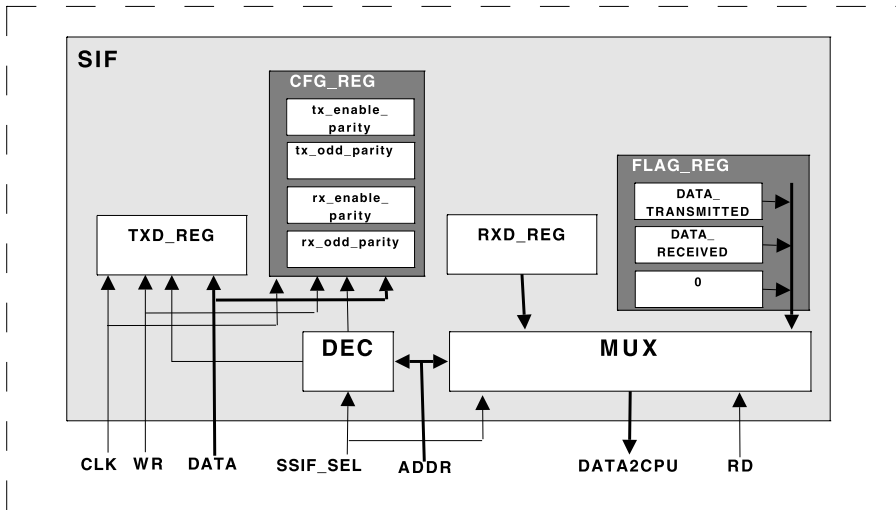 SIF
CFG_REG
tx_enable_
parity
tx_odd_parity
rx_enable_
parity
rx_odd_parity
FLAG_REG
DATA_
TRANSMITTED
DATA_
RECEIVED
0
TXD_REG
RXD_REG
DEC
MUX
CLK WR DATA SSIF_SEL ADDR DATA2CPU RD